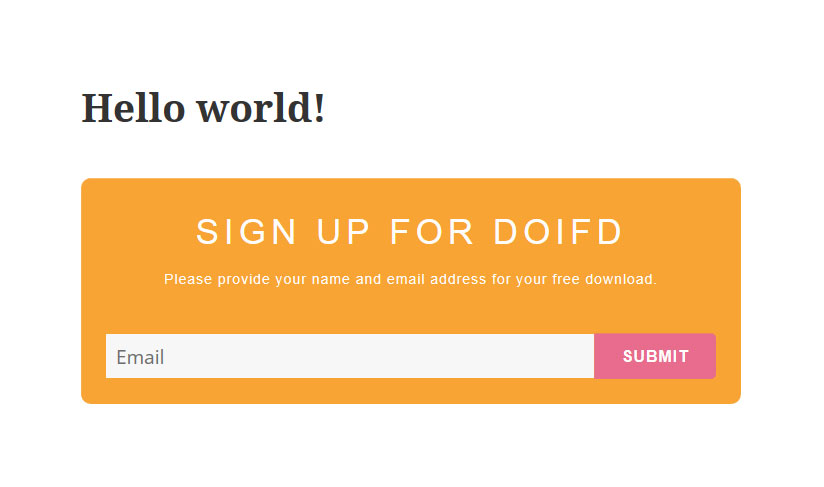 Hello world!
SIGN UP FOR DOIFD
Please provide your name and email address for your free download.
Email
SUBMIT